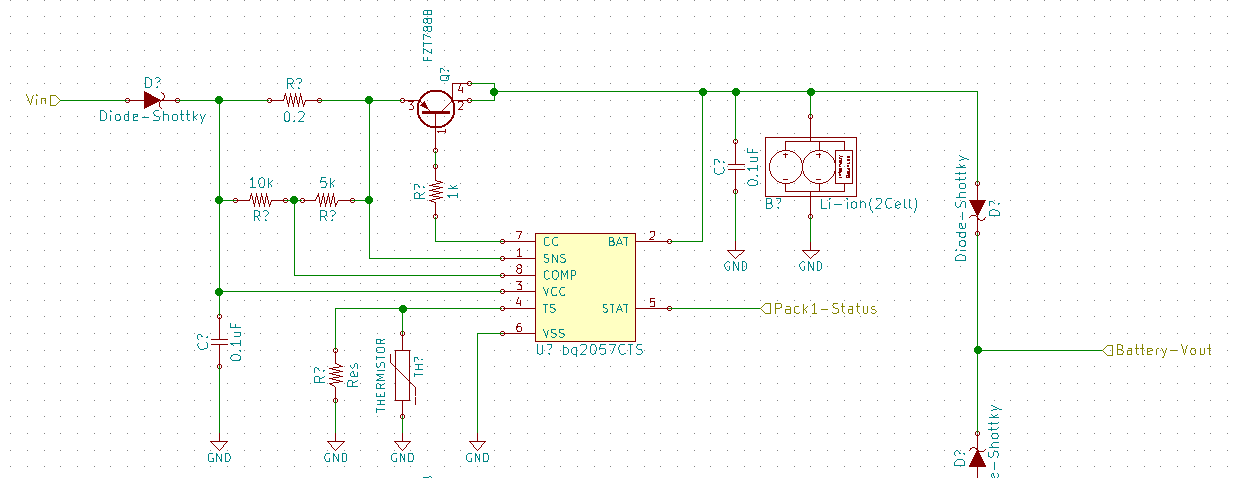 FZT788B
Q?
Vin
D?
Diode-Shottky
R?
0.2
3
4
2
1
10k
R?
5k
R?
R?
1k
C?
0.1uF
B?
Li-ion(2Cell)
GND
GND
Diode-Shottky
D?
7
1
8
3
4
6
CC
SNS
COMP
VCC
TS
VSS
BAT
STAT
2
5
U? bq2057CTS
Pack1-Status
Battery-Vout
C?
0.1uF
R?
Res
THERMISTOR
TH?
GND
GND
GND
GND
D?
e-Shottky